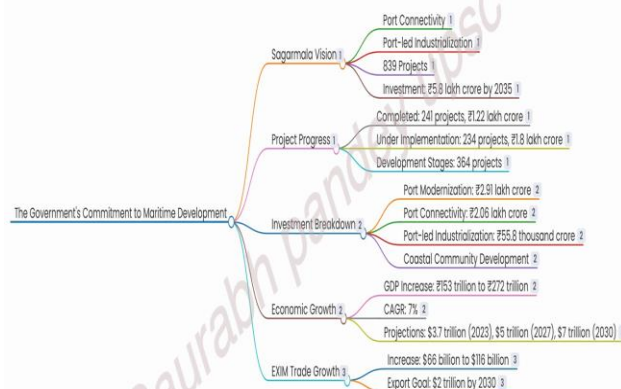 The Government's Commitment to Maritime Development
Sagarmala Vision 1
Port Connectivity 1
Port-led Industrialization 1
839 Projects 1
Investment: ₹5.8 lakh crore by 2035 1
Project Progress 1
Completed: 241 projects, ₹1.22 lakh crore 1
Under Implementation: 234 projects, ₹1.8 lakh crore 1
Development Stages: 364 projects 1
Investment Breakdown 2
Port Modernization: ₹2.91 lakh crore 2
Port Connectivity: ₹2.06 lakh crore 2
Port-led Industrialization: ₹55.8 thousand crore 2
Coastal Community Development 2
Economic Growth 2
GDP Increase: ₹153 trillion to ₹272 trillion 2
CAGR: 7% 2
Projections: $3.7 trillion (2023), $5 trillion (2027), $7 trillion (2030)
EXIM Trade Growth 3
Increase: $66 billion to $116 billion 3
Export Goal: $2 trillion by 2030 3
saurabh pandey upsc